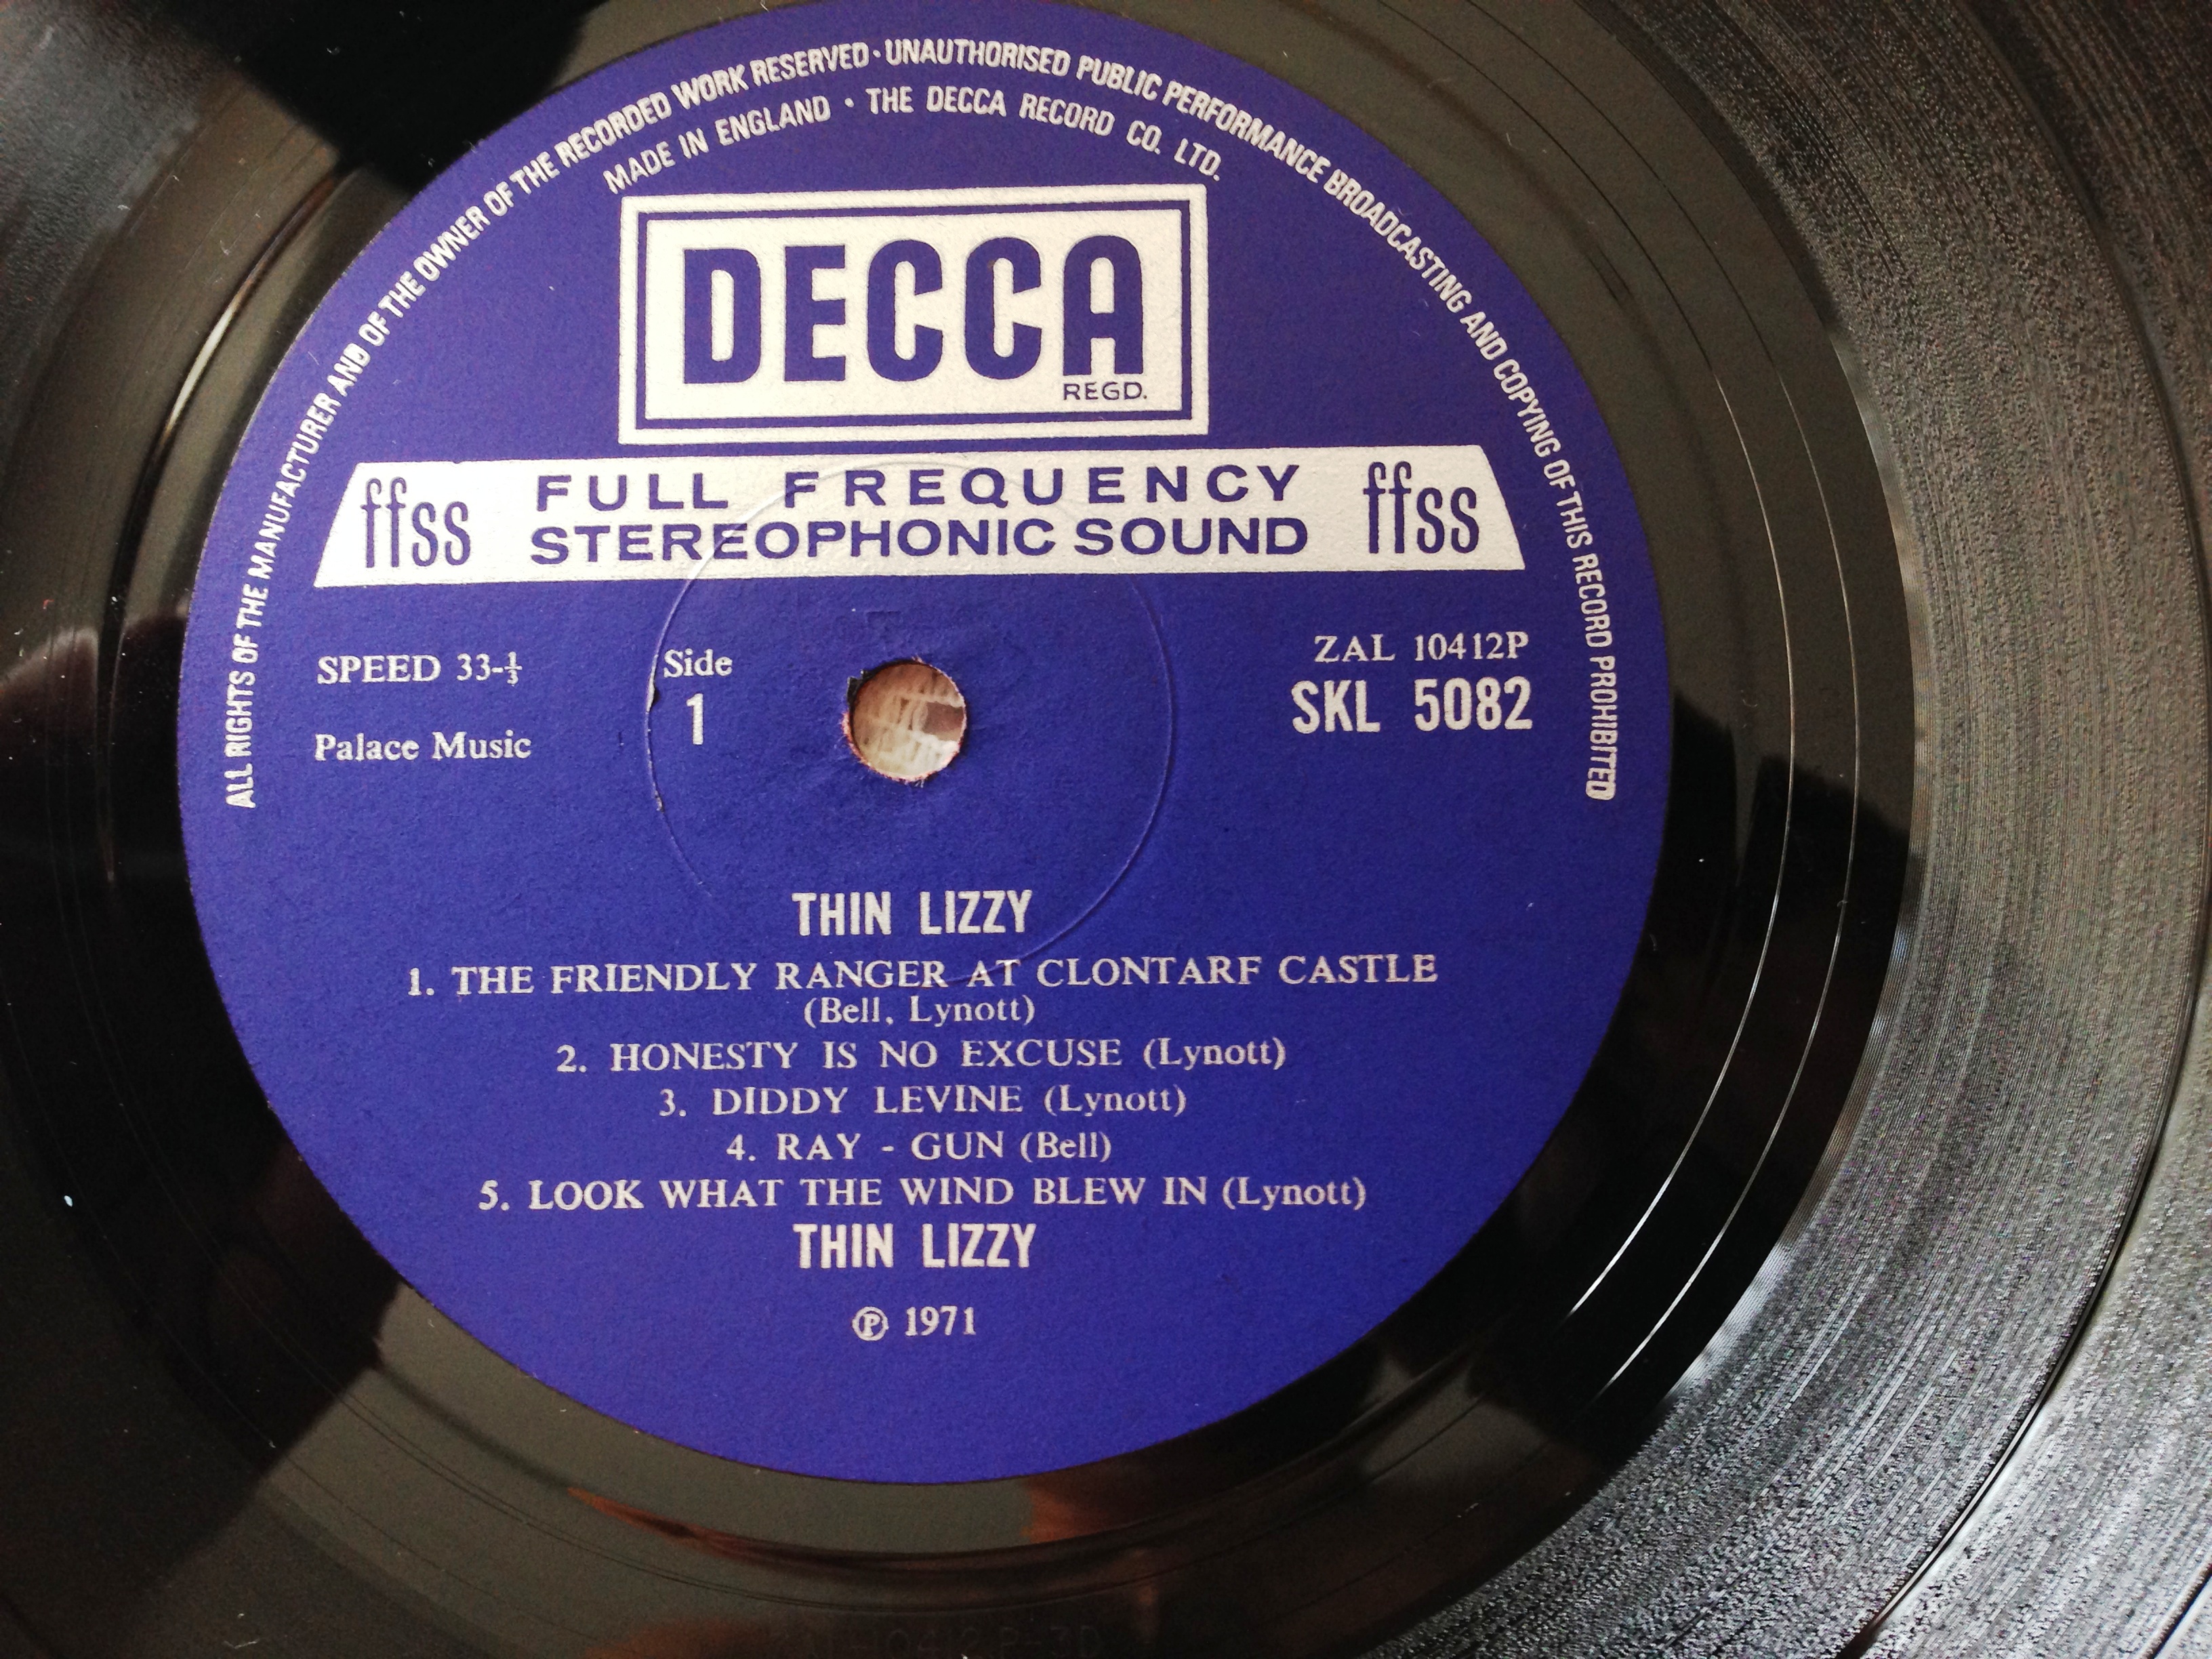 ALL RIGHTS OF THE MANUFACTURER AND OF THE OWNER OF THE RECORDED WORK RESERVED · UNAUTHORISED PUBLIC PERFORMANCE BROADCASTING AND COPYING OF THIS RECORD PROHIBITED
MADE IN ENGLAND · THE DECCA RECORD CO. LTD.
DECCA
REGD.
ffss FULL FREQUENCY ffss
STEREOPHONIC SOUND
SPEED 33-⅓ Side ZAL 10412P
1 SKL 5082
Palace Music
THIN LIZZY
1. THE FRIENDLY RANGER AT CLONTARF CASTLE
(Bell, Lynott)
2. HONESTY IS NO EXCUSE (Lynott)
3. DIDDY LEVINE (Lynott)
4. RAY - GUN (Bell)
5. LOOK WHAT THE WIND BLEW IN (Lynott)
THIN LIZZY
℗ 1971